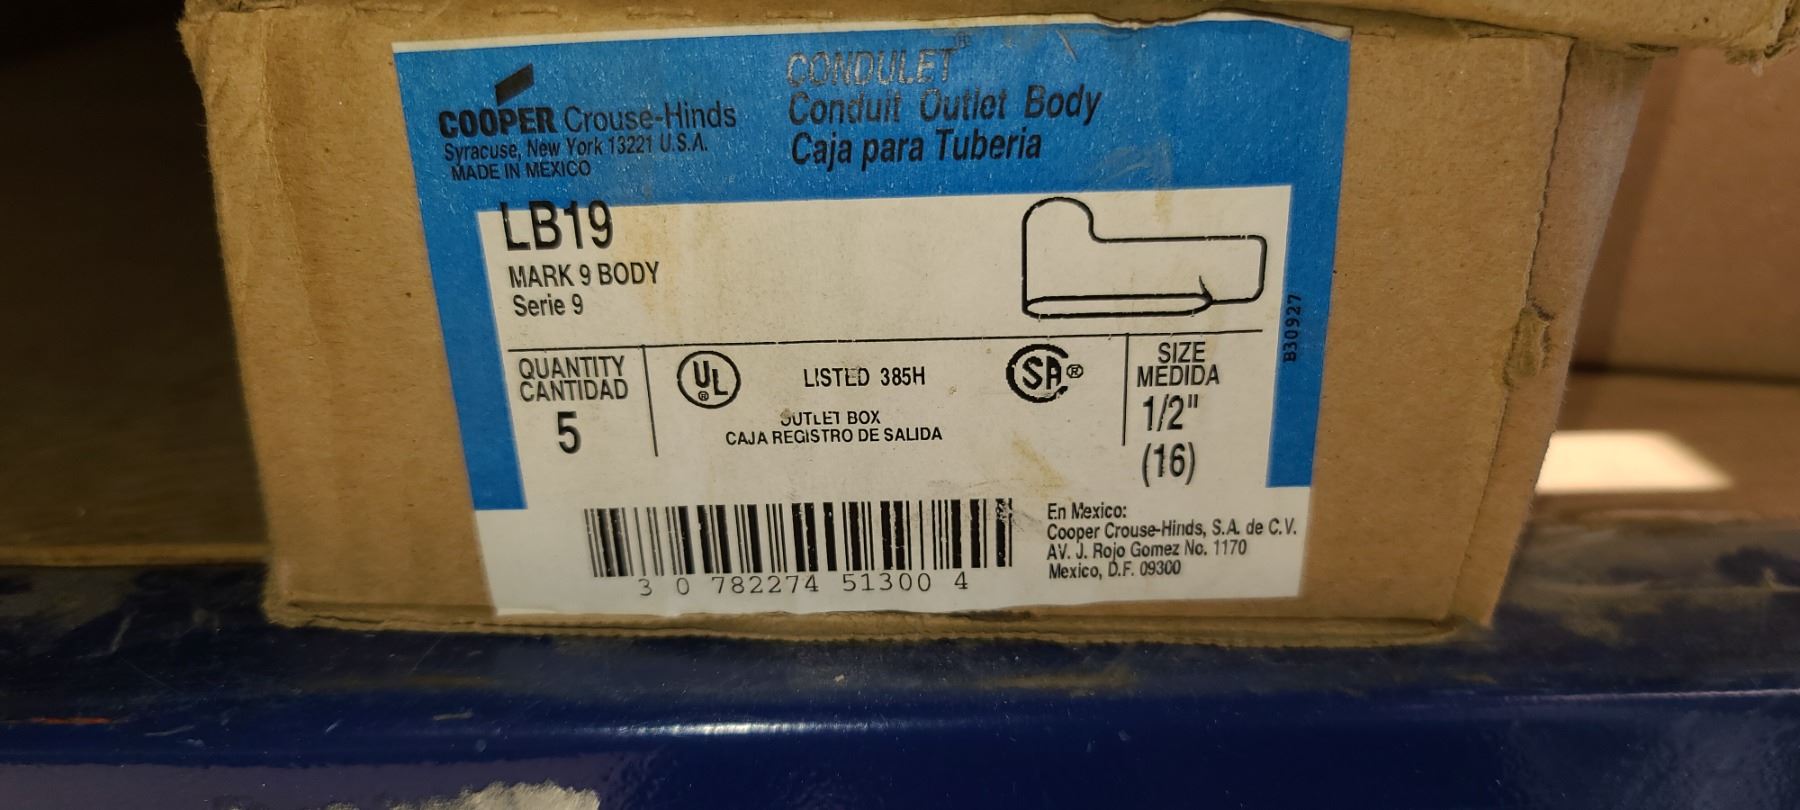 CONDULET®
COOPER Crouse-Hinds
Conduit Outlet Body
Syracuse, New York 13221 U.S.A.
Caja para Tuberia
MADE IN MEXICO
LB19
MARK 9 BODY
Serie 9
B30927
QUANTITY
CANTIDAD
5
UL®
LISTED 385H
OUTLET BOX
CAJA REGISTRO DE SALIDA
SA®
SIZE
MEDIDA
1/2"
(16)
3 0 782274 51300 4
En Mexico:
Cooper Crouse-Hinds, S.A. de C.V.
AV. J. Rojo Gomez No. 1170
Mexico, D.F. 09300